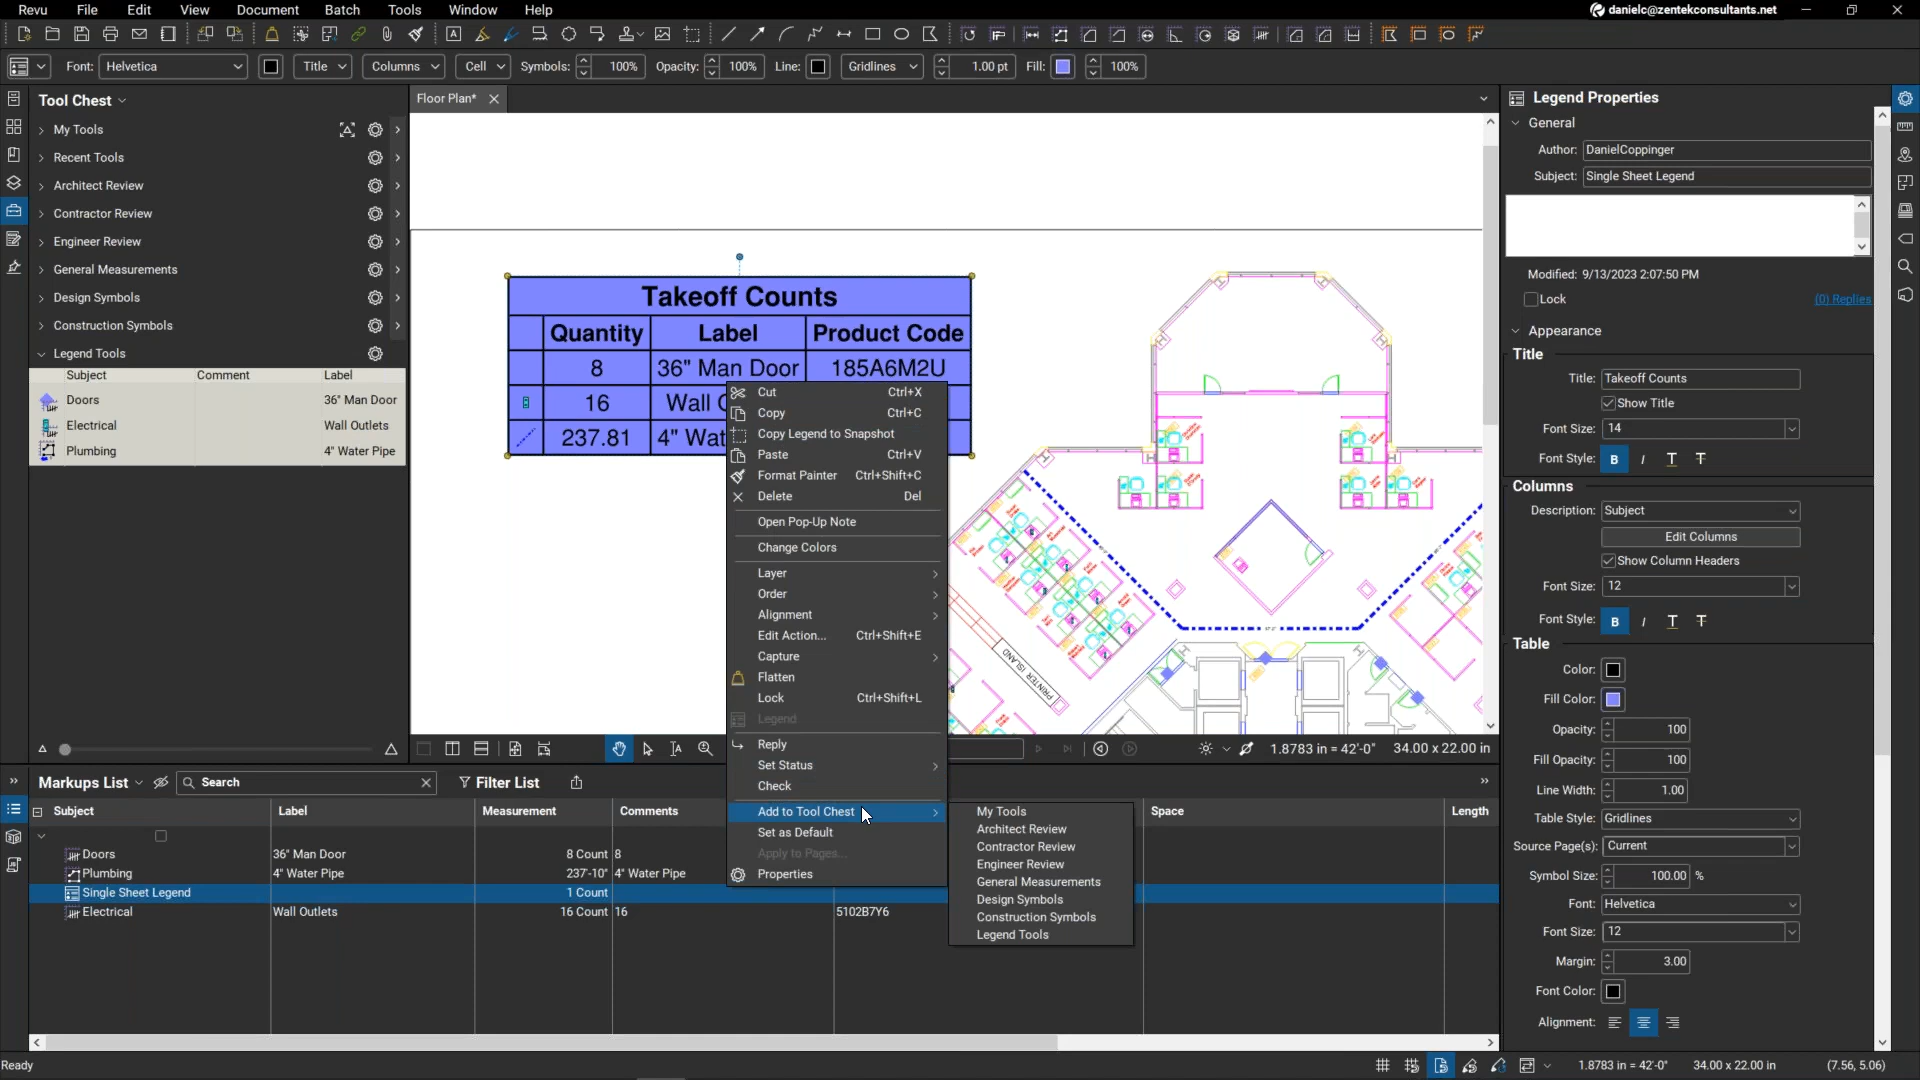 Revu File Edit View Document Batch Tools Window Help danielc@zentekconsultants.net
Font: Helvetica Title Columns Cell Symbols: 100% Opacity: 100% Line: Gridlines 1.00 pt Fill: 100%
Tool Chest
My Tools
Recent Tools
Architect Review
Contractor Review
Engineer Review
General Measurements
Design Symbols
Construction Symbols
Legend Tools
Subject Comment Label
Doors 36" Man Door
Electrical Wall Outlets
Plumbing 4" Water Pipe
Floor Plan*
Takeoff Counts
Quantity Label Product Code
8 36" Man Door 185A6M2U
16 Wall
237.81 4" Wat
PRINTER ISLAND
Cut Ctrl+X
Copy Ctrl+C
Copy Legend to Snapshot
Paste Ctrl+V
Format Painter Ctrl+Shift+C
Delete Del
Open Pop-Up Note
Change Colors
Layer
Order
Alignment
Edit Action... Ctrl+Shift+E
Capture
Flatten
Lock Ctrl+Shift+L
Legend
Reply
Set Status
Check
Add to Tool Chest
Set as Default
Apply to Pages...
Properties
My Tools
Architect Review
Contractor Review
Engineer Review
General Measurements
Design Symbols
Construction Symbols
Legend Tools
1.8783 in = 42'-0" 34.00 x 22.00 in
Legend Properties
General
Author: DanielCoppinger
Subject: Single Sheet Legend
Modified: 9/13/2023 2:07:50 PM
Lock (0) Replies
Appearance
Title
Title: Takeoff Counts
Show Title
Font Size: 14
Font Style: B I T T
Columns
Description: Subject
Edit Columns
Show Column Headers
Font Size: 12
Font Style: B I T T
Table
Color:
Fill Color:
Opacity: 100
Fill Opacity: 100
Line Width: 1.00
Table Style: Gridlines
Source Page(s): Current
Symbol Size: 100.00 %
Font: Helvetica
Font Size: 12
Margin: 3.00
Font Color:
Alignment:
Markups List Search Filter List
Subject Label Measurement Comments Space Length
Doors 36" Man Door 8 Count 8
Plumbing 4" Water Pipe 237'-10" 4" Water Pipe
Single Sheet Legend 1 Count
Electrical Wall Outlets 16 Count 16 5102B7Y6
Ready 1.8783 in = 42'-0" 34.00 x 22.00 in (7.56, 5.06)